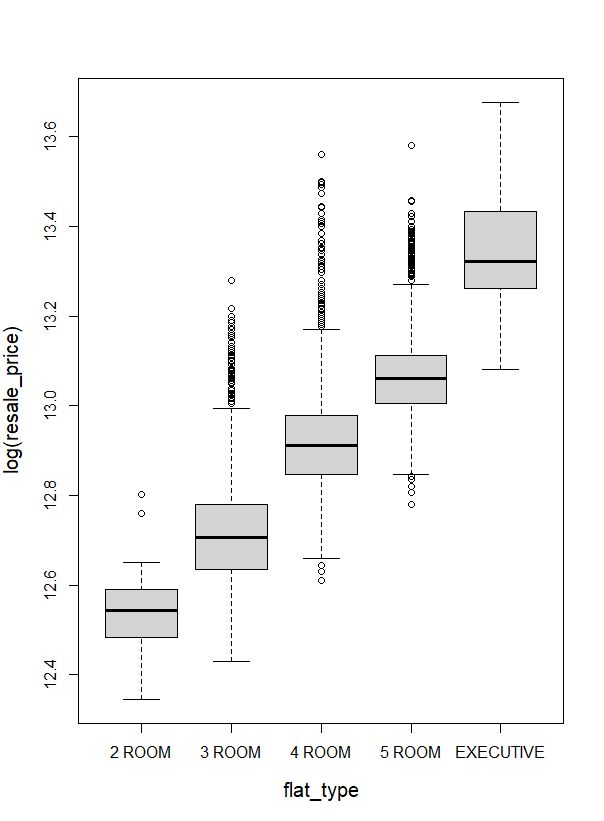 log(resale_price)
13.6
13.4
13.2
13.0
12.8
12.6
12.4
2 ROOM
3 ROOM
4 ROOM
5 ROOM
EXECUTIVE
flat_type